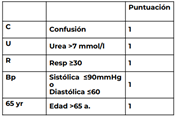 Puntuación
C Confusión 1
U Urea >7 mmol/l 1
R Resp ≥30 1
Bp Sistólica ≤90mmHg
o
Diastólica ≤60 1
65 yr Edad >65 a. 1